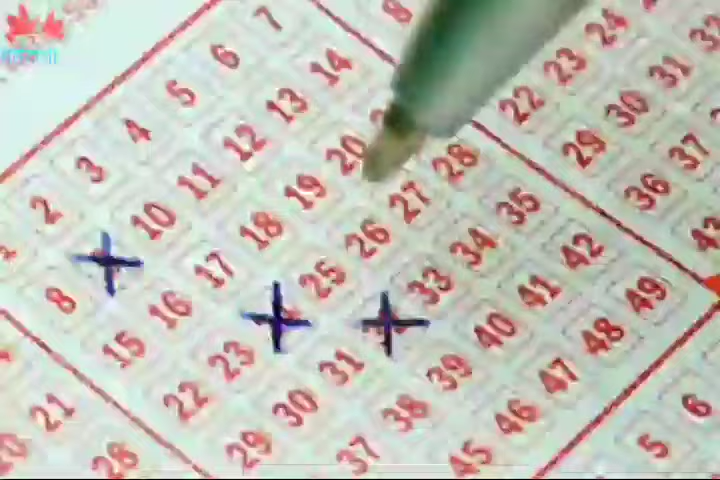 2 3 4 5 6 7
8 10 11 12 13 14
15 16 17 18 19 20
22 23 25 26 27 28
29 30 31 33 34 35
37 38 39 40 41 42
45 46 47 48 49
8
22 23 24
29 30 31
36 37
43
20 21
28
5 6